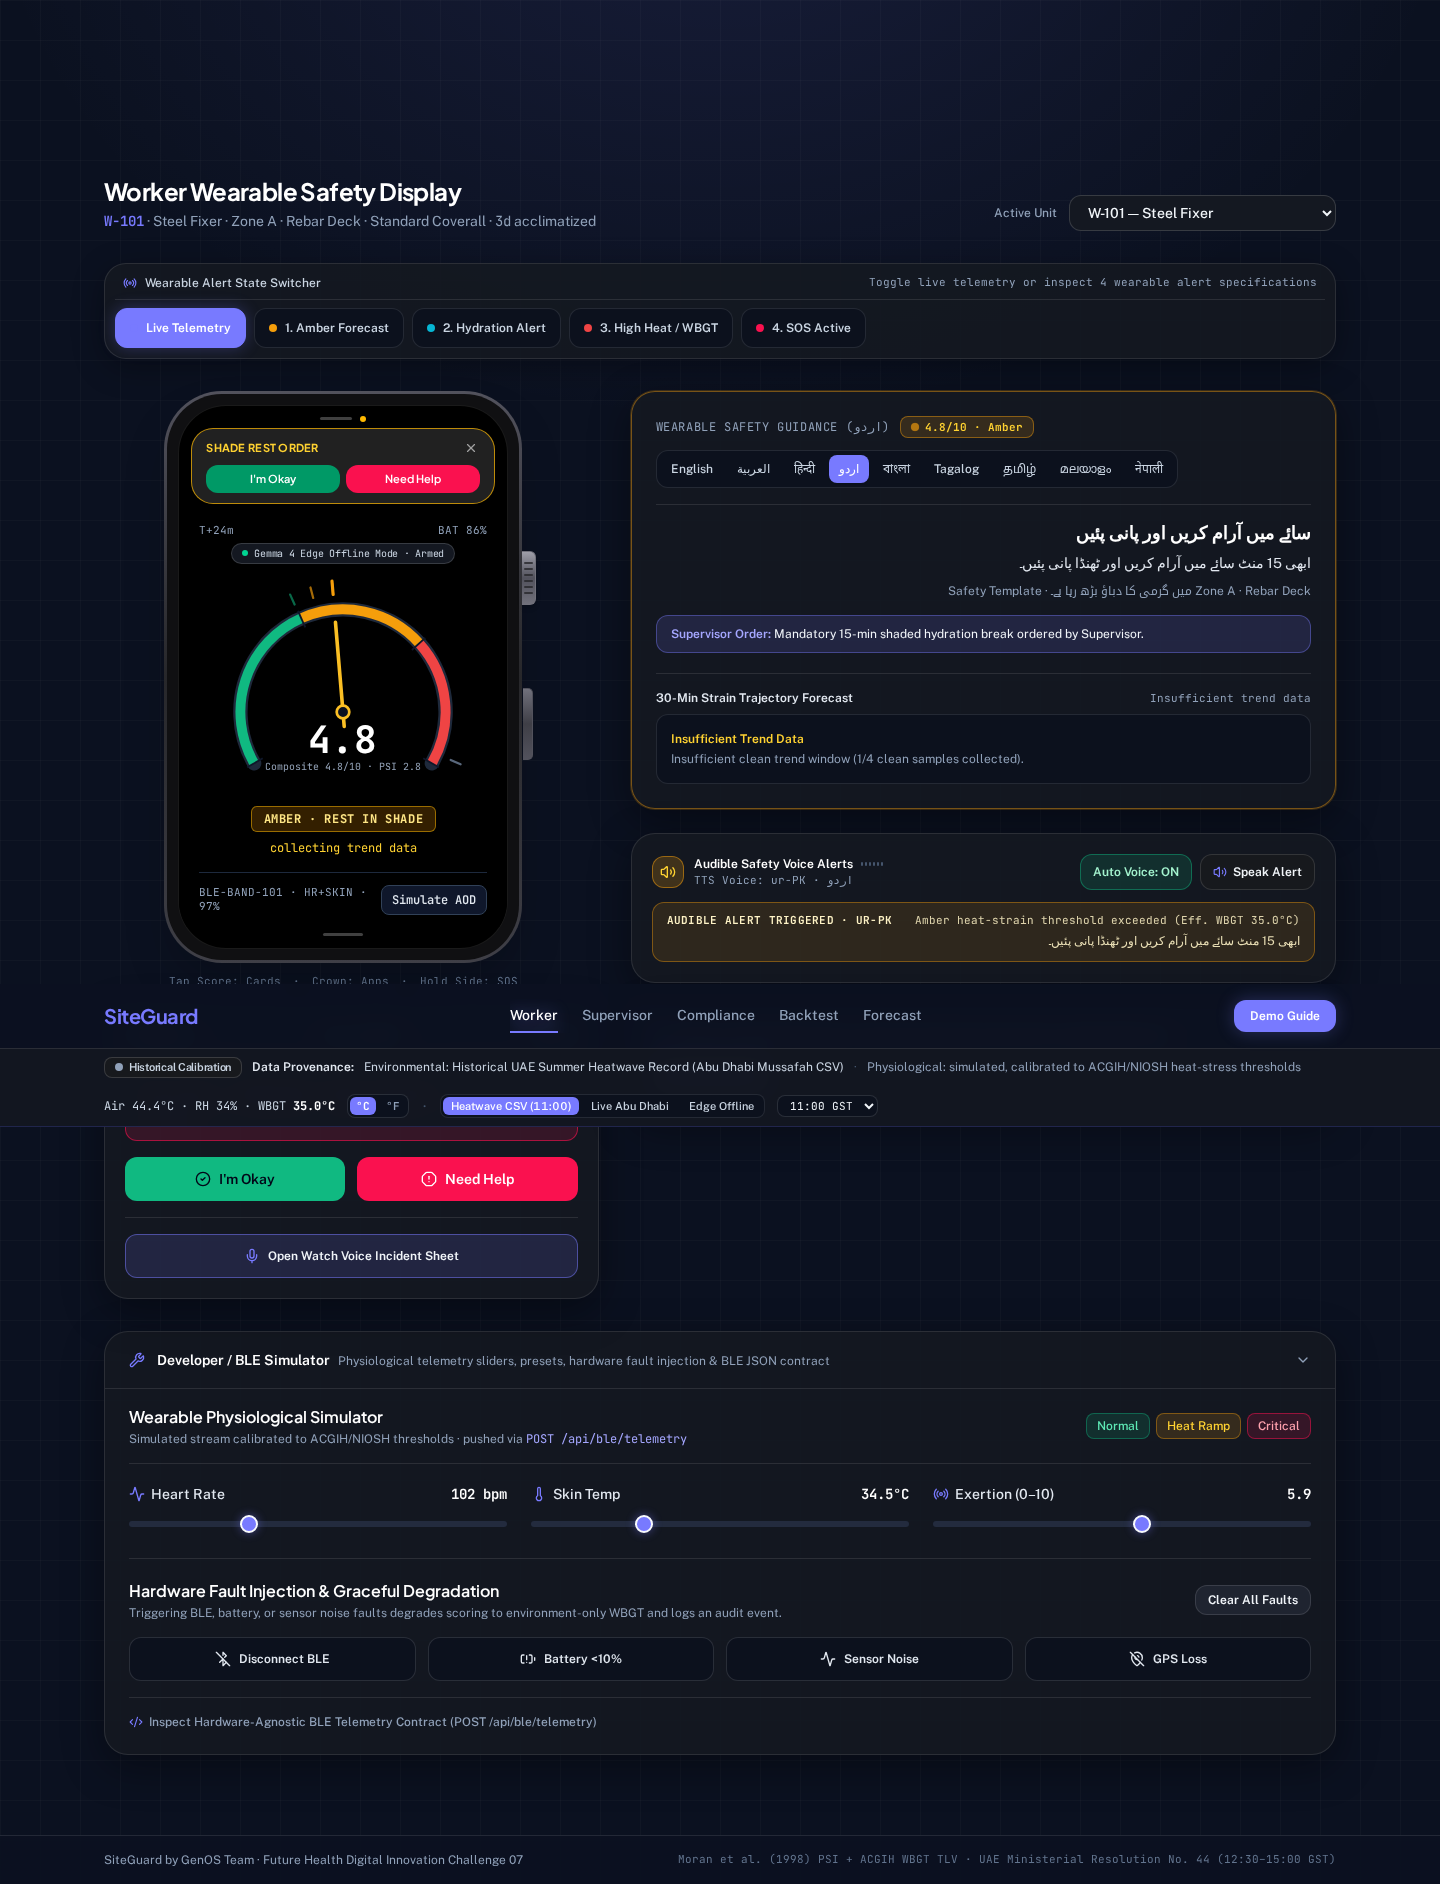 Worker Wearable Safety Display
W-101 · Steel Fixer · Zone A · Rebar Deck · Standard Coverall · 3d acclimatized
Active Unit
W-101 — Steel Fixer
Wearable Alert State Switcher
Toggle live telemetry or inspect 4 wearable alert specifications
Live Telemetry
1. Amber Forecast
2. Hydration Alert
3. High Heat / WBGT
4. SOS Active
SHADE REST ORDER
I'm Okay
Need Help
T+24m
BAT 86%
Gemma 4 Edge Offline Mode · Armed
4.8
Composite 4.8/10 · PSI 2.8
AMBER · REST IN SHADE
collecting trend data
BLE-BAND-101 · HR+SKIN ·
97%
Simulate AOD
Tap Score: Cards · Crown: Apps · Hold Side: SOS
WEARABLE SAFETY GUIDANCE (اردو)
4.8/10 · Amber
English
العربية
हिन्दी
اردو
বাংলা
Tagalog
தமிழ்
മലയാളം
नेपाली
سائے میں آرام کریں اور پانی پئیں
ابھی 15 منٹ سائے میں آرام کریں اور ٹھنڈا پانی پئیں۔
Zone A · Rebar Deck میں گرمی کا دباؤ بڑھ رہا ہے۔ · Safety Template
Supervisor Order: Mandatory 15-min shaded hydration break ordered by Supervisor.
30-Min Strain Trajectory Forecast
Insufficient trend data
Insufficient Trend Data
Insufficient clean trend window (1/4 clean samples collected).
Audible Safety Voice Alerts
TTS Voice: ur-PK · اردو
Auto Voice: ON
Speak Alert
AUDIBLE ALERT TRIGGERED · UR-PK
Amber heat-strain threshold exceeded (Eff. WBGT 35.0°C)
ابھی 15 منٹ سائے میں آرام کریں اور ٹھنڈا پانی پئیں۔
SiteGuard
Worker
Supervisor
Compliance
Backtest
Forecast
Demo Guide
Historical Calibration
Data Provenance: Environmental: Historical UAE Summer Heatwave Record (Abu Dhabi Mussafah CSV) · Physiological: simulated, calibrated to ACGIH/NIOSH heat-stress thresholds
Air 44.4°C · RH 34% · WBGT 35.0°C
°C
°F
·
Heatwave CSV (11:00)
Live Abu Dhabi
Edge Offline
11:00 GST
I'm Okay
Need Help
Open Watch Voice Incident Sheet
Developer / BLE Simulator
Physiological telemetry sliders, presets, hardware fault injection & BLE JSON contract
Wearable Physiological Simulator
Simulated stream calibrated to ACGIH/NIOSH thresholds · pushed via POST /api/ble/telemetry
Normal
Heat Ramp
Critical
Heart Rate
102 bpm
Skin Temp
34.5°C
Exertion (0–10)
5.9
Hardware Fault Injection & Graceful Degradation
Triggering BLE, battery, or sensor noise faults degrades scoring to environment-only WBGT and logs an audit event.
Clear All Faults
Disconnect BLE
Battery <10%
Sensor Noise
GPS Loss
Inspect Hardware-Agnostic BLE Telemetry Contract (POST /api/ble/telemetry)
SiteGuard by GenOS Team · Future Health Digital Innovation Challenge 07
Moran et al. (1998) PSI + ACGIH WBGT TLV · UAE Ministerial Resolution No. 44 (12:30–15:00 GST)